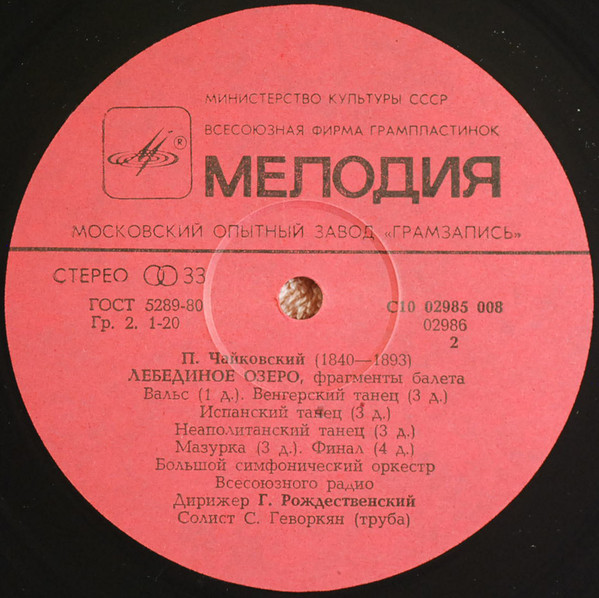 МИНИСТЕРСТВО КУЛЬТУРЫ СССР
ВСЕСОЮЗНАЯ ФИРМА ГРАМПЛАСТИНОК
®
МЕЛОДИЯ
МОСКОВСКИЙ ОПЫТНЫЙ ЗАВОД «ГРАМЗАПИСЬ»
СТЕРЕО 33
ГОСТ 5289-80 С10 02985 008
Гр. 2. 1-20 02986
2
П. Чайковский (1840—1893)
ЛЕБЕДИНОЕ ОЗЕРО, фрагменты балета
Вальс (1 д.). Венгерский танец (3 д.)
Испанский танец (3 д.)
Неаполитанский танец (3 д.)
Мазурка (3 д.). Финал (4 д.)
Большой симфонический оркестр
Всесоюзного радио
Дирижер Г. Рождественский
Солист С. Геворкян (труба)